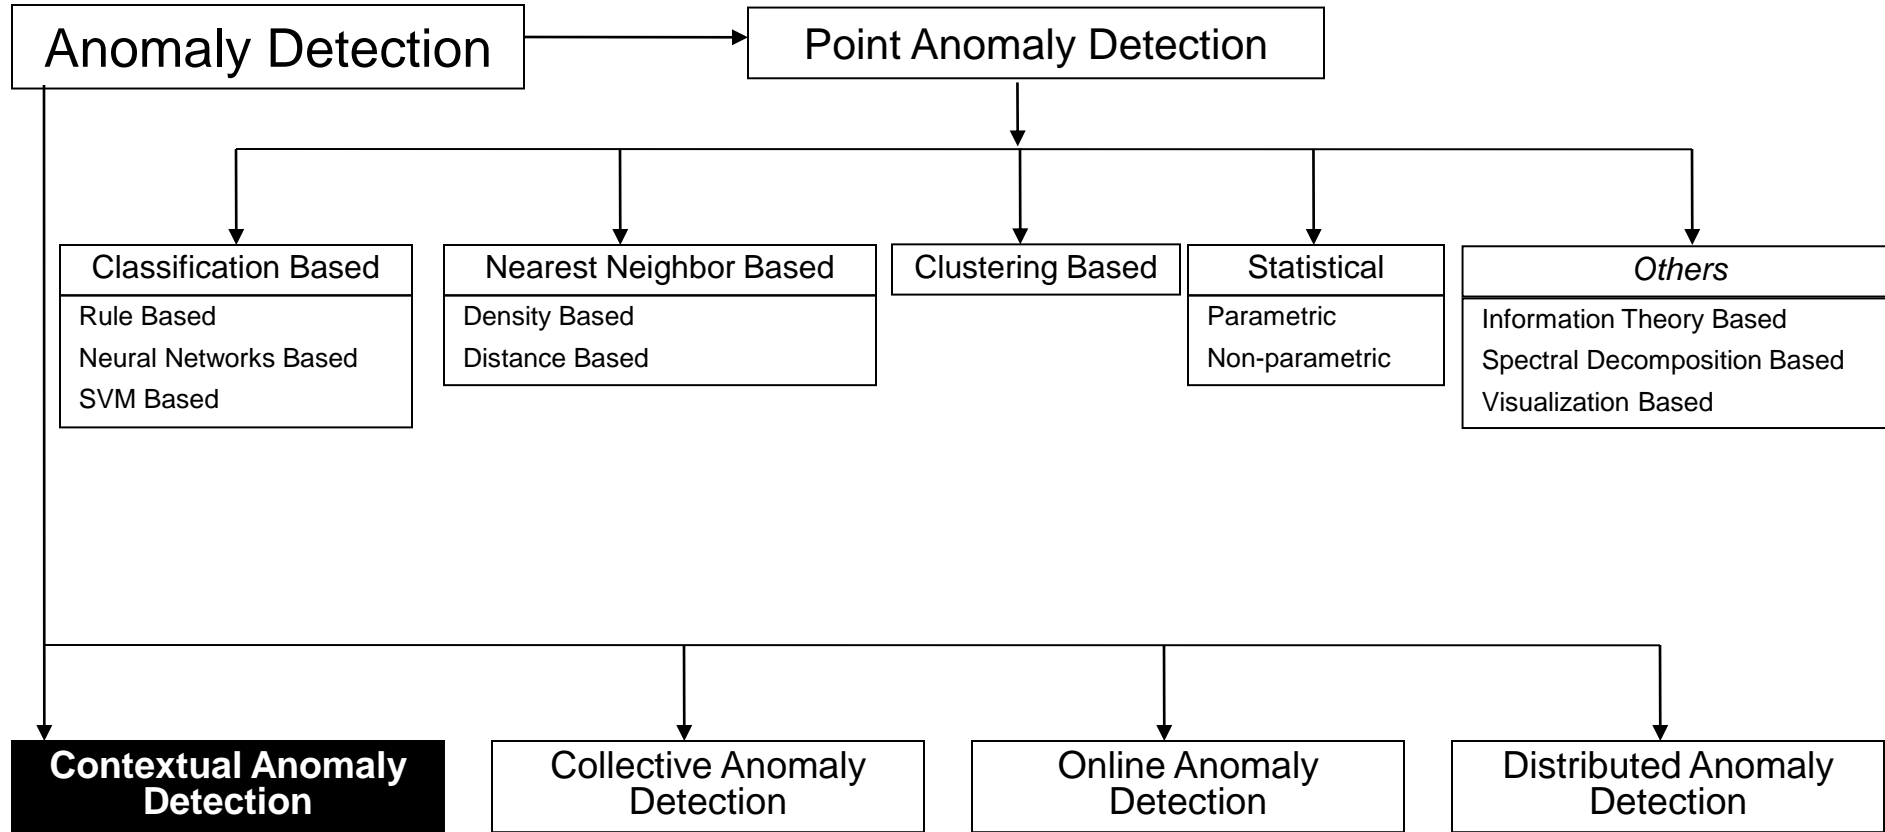 Anomaly Detection
Point Anomaly Detection
Classification Based
Rule Based
Neural Networks Based
SVM Based
Nearest Neighbor Based
Density Based
Distance Based
Clustering Based
Statistical
Parametric
Non-parametric
Others
Information Theory Based
Spectral Decomposition Based
Visualization Based
Contextual Anomaly
Detection
Collective Anomaly
Detection
Online Anomaly
Detection
Distributed Anomaly
Detection